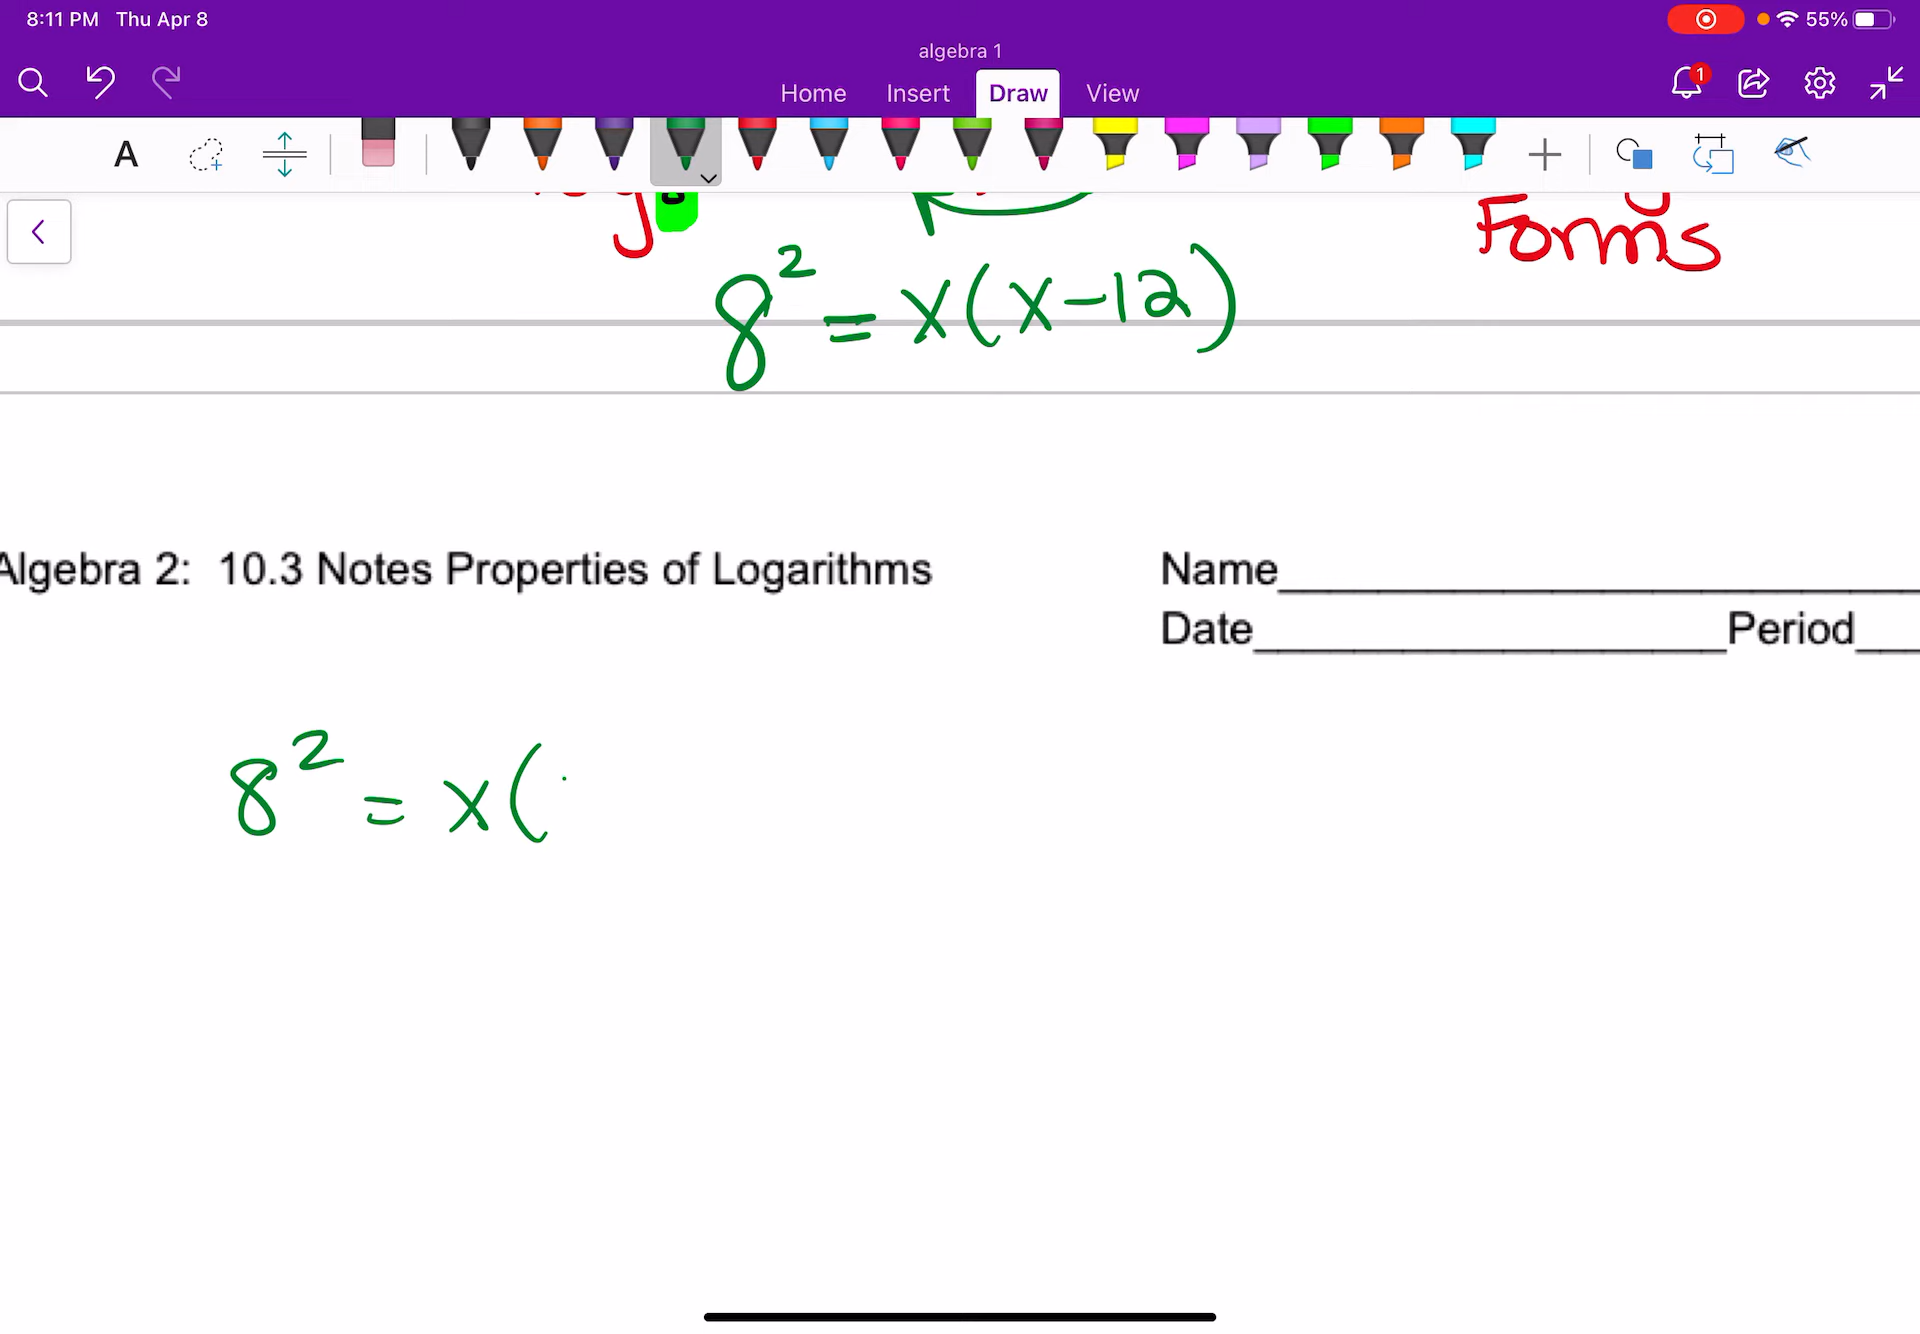 8:11 PM Thu Apr 8
55%
algebra 1
Home Insert Draw View
1
A
Forms
8² = x(x-12)
Algebra 2: 10.3 Notes Properties of Logarithms
Name
Date Period
8² = x(